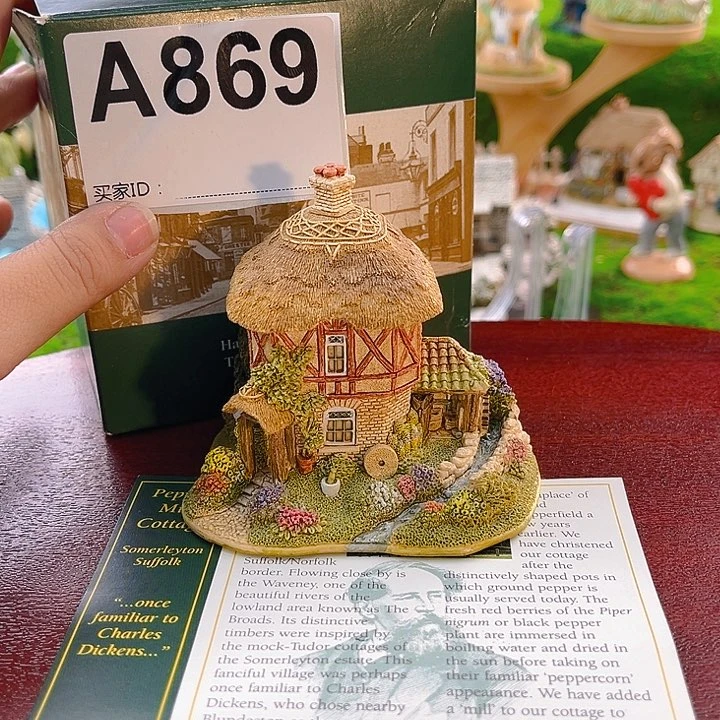 A869
买家ID :
Ha
T
Pep
Mi
Cotta
Somerleyton
Suffolk
"...once
familiar to
Charles
Dickens..."
Suffolk/Norfolk
border. Flowing close by is
the Waveney, one of the
beautiful rivers of the
lowland area known as The
Broads. Its distinctive
timbers were inspired by
the mock-Tudor cottages of
the Somerleyton estate. This
fanciful village was perhaps
once familiar to Charles
Dickens, who chose nearby
place' of
nd
opperfield a
w years
earlier. We
have christened
our cottage
after the
distinctively shaped pots in
which ground pepper is
usually served today. The
fresh red berries of the Piper
nigrum or black pepper
plant are immersed in
boiling water and dried in
the sun before taking on
their familiar 'peppercorn'
appearance. We have added
a 'mill' to our cottage to